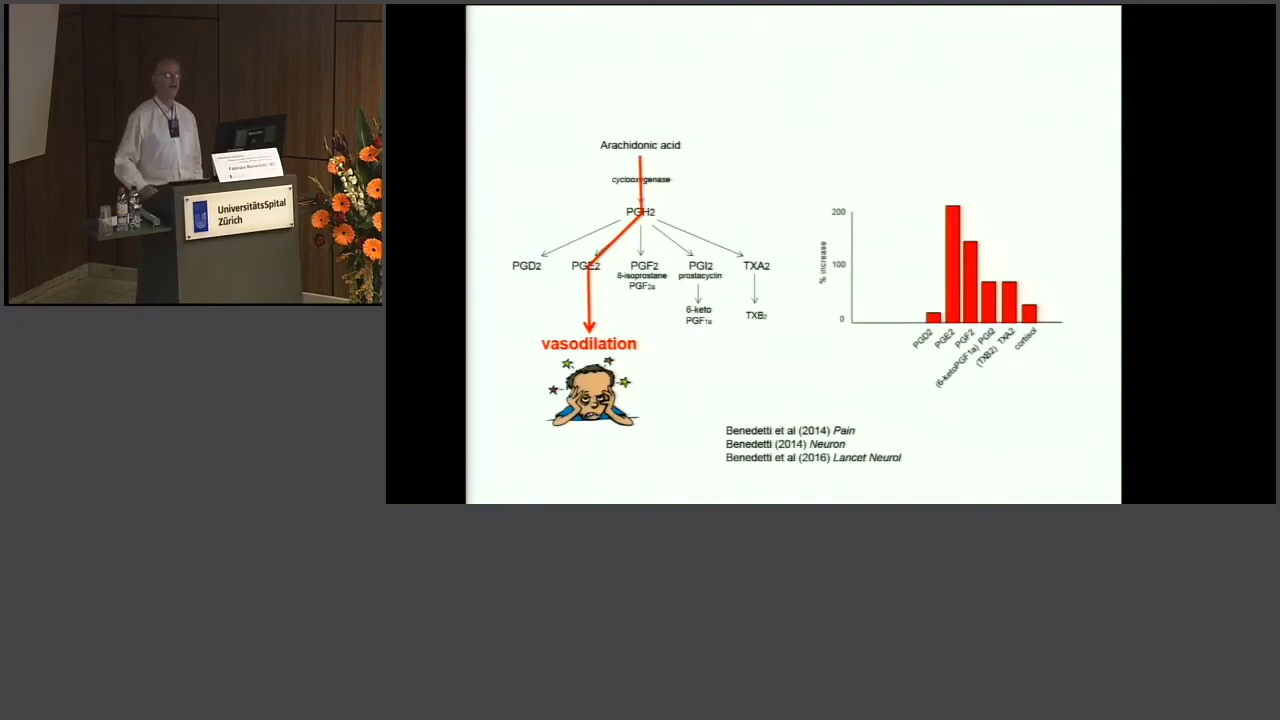 UniversitätsSpital
Zürich
Arachidonic acid
cyclooxygenase
PGH2
PGD2
PGE2
PGF2
8-isoprostane
PGF2α
PGI2
prostacyclin
TXA2
6-keto
PGF1α
TXB2
vasodilation
% increase
200
100
0
PGD2
PGE2
PGF2
PGI2
(6-ketoPGF1a)
TXA2
(TXB2)
cortisol
Benedetti et al (2014) Pain
Benedetti (2014) Neuron
Benedetti et al (2016) Lancet Neurol